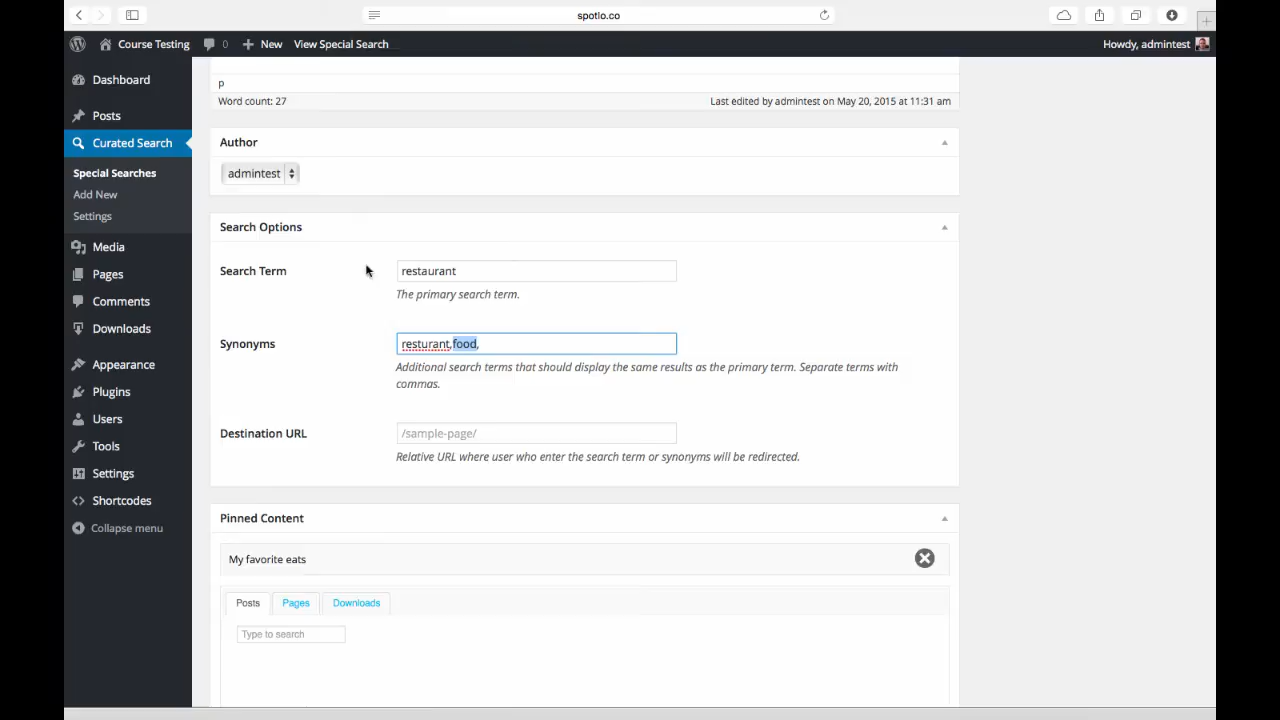 spotlo.co
Course Testing
0
New
View Special Search
Howdy, admintest
Dashboard
Posts
Curated Search
Special Searches
Add New
Settings
Media
Pages
Comments
Downloads
Appearance
Plugins
Users
Tools
Settings
Shortcodes
Collapse menu
p
Word count: 27
Last edited by admintest on May 20, 2015 at 11:31 am
Author
admintest
Search Options
Search Term
restaurant
The primary search term.
Synonyms
resturant,food,
Additional search terms that should display the same results as the primary term. Separate terms with
commas.
Destination URL
/sample-page/
Relative URL where user who enter the search term or synonyms will be redirected.
Pinned Content
My favorite eats
Posts
Pages
Downloads
Type to search